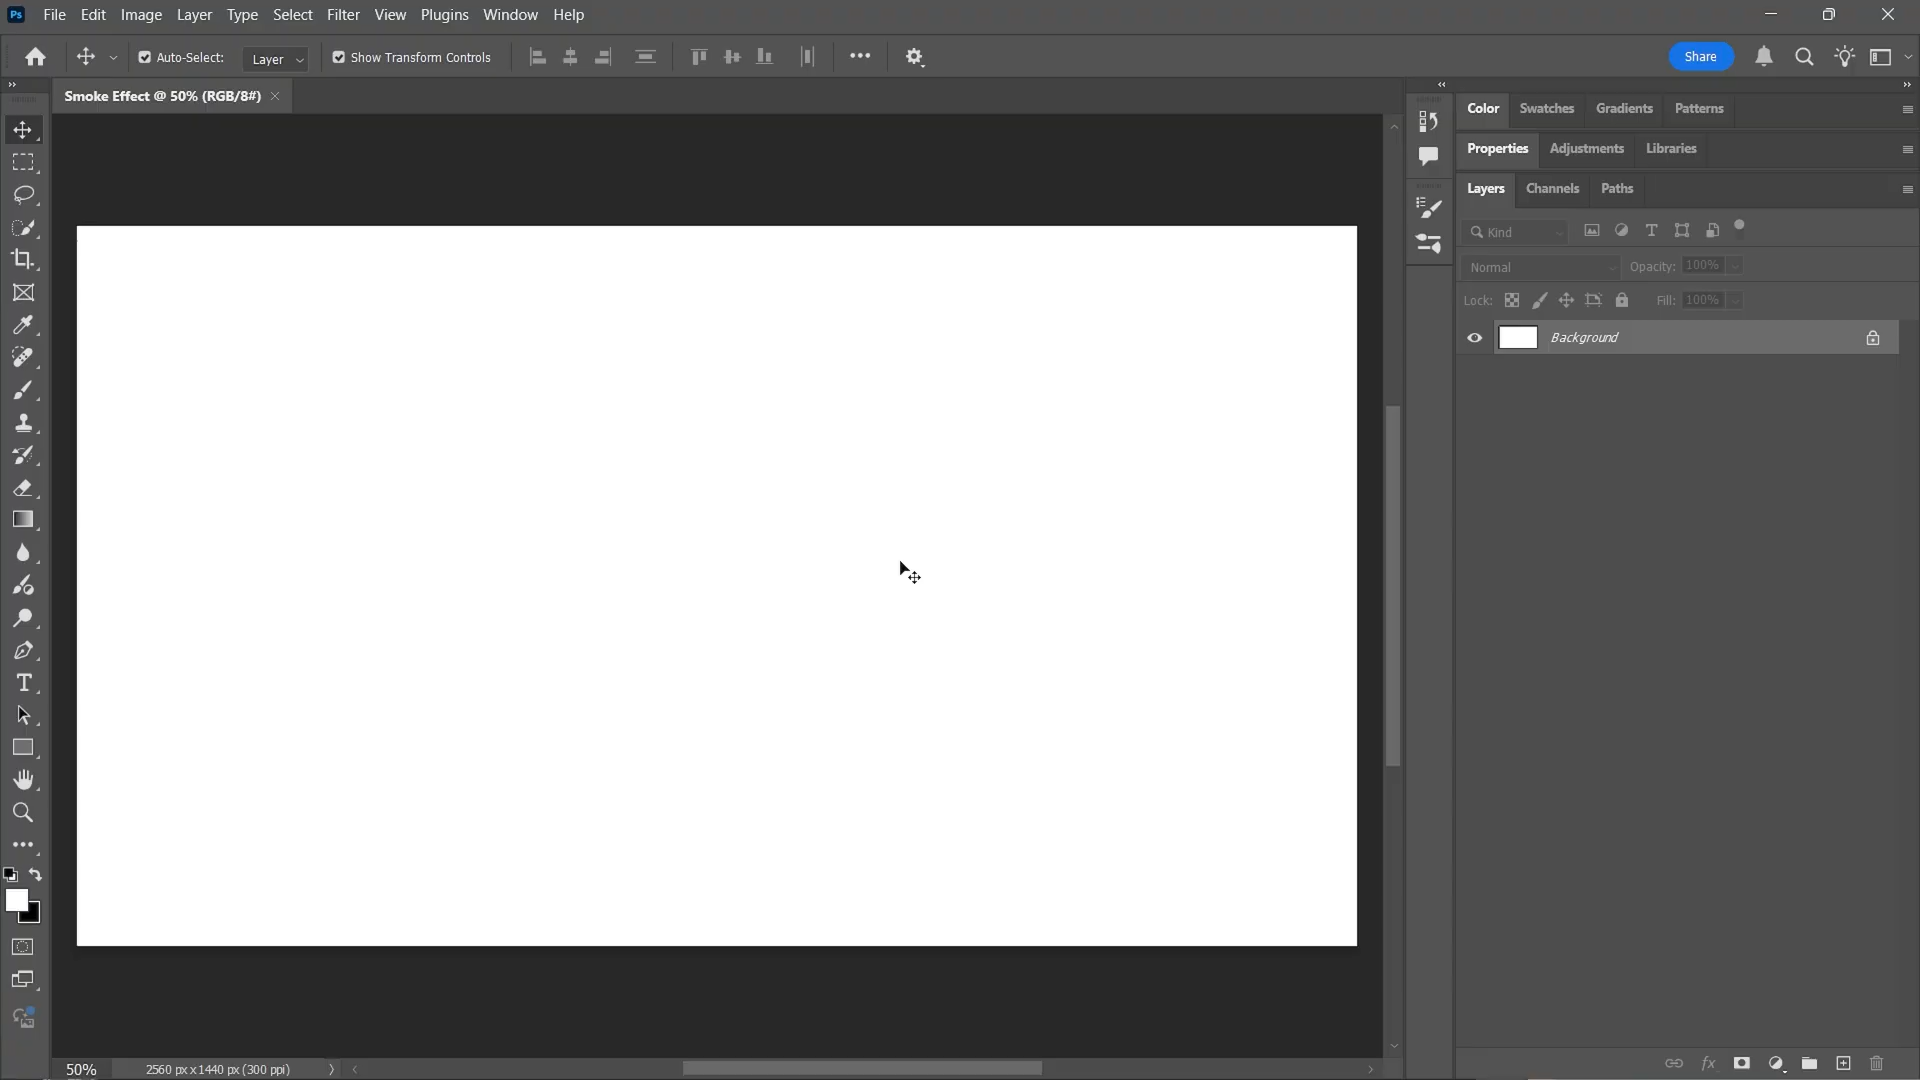 Ps File Edit Image Layer Type Select Filter View Plugins Window Help
Auto-Select: Layer Show Transform Controls Share
Smoke Effect @ 50% (RGB/8#)
Color Swatches Gradients Patterns
Properties Adjustments Libraries
Layers Channels Paths
Kind
Normal Opacity: 100%
Lock: Fill: 100%
Background
fx
50% 2560 px x 1440 px (300 ppi)